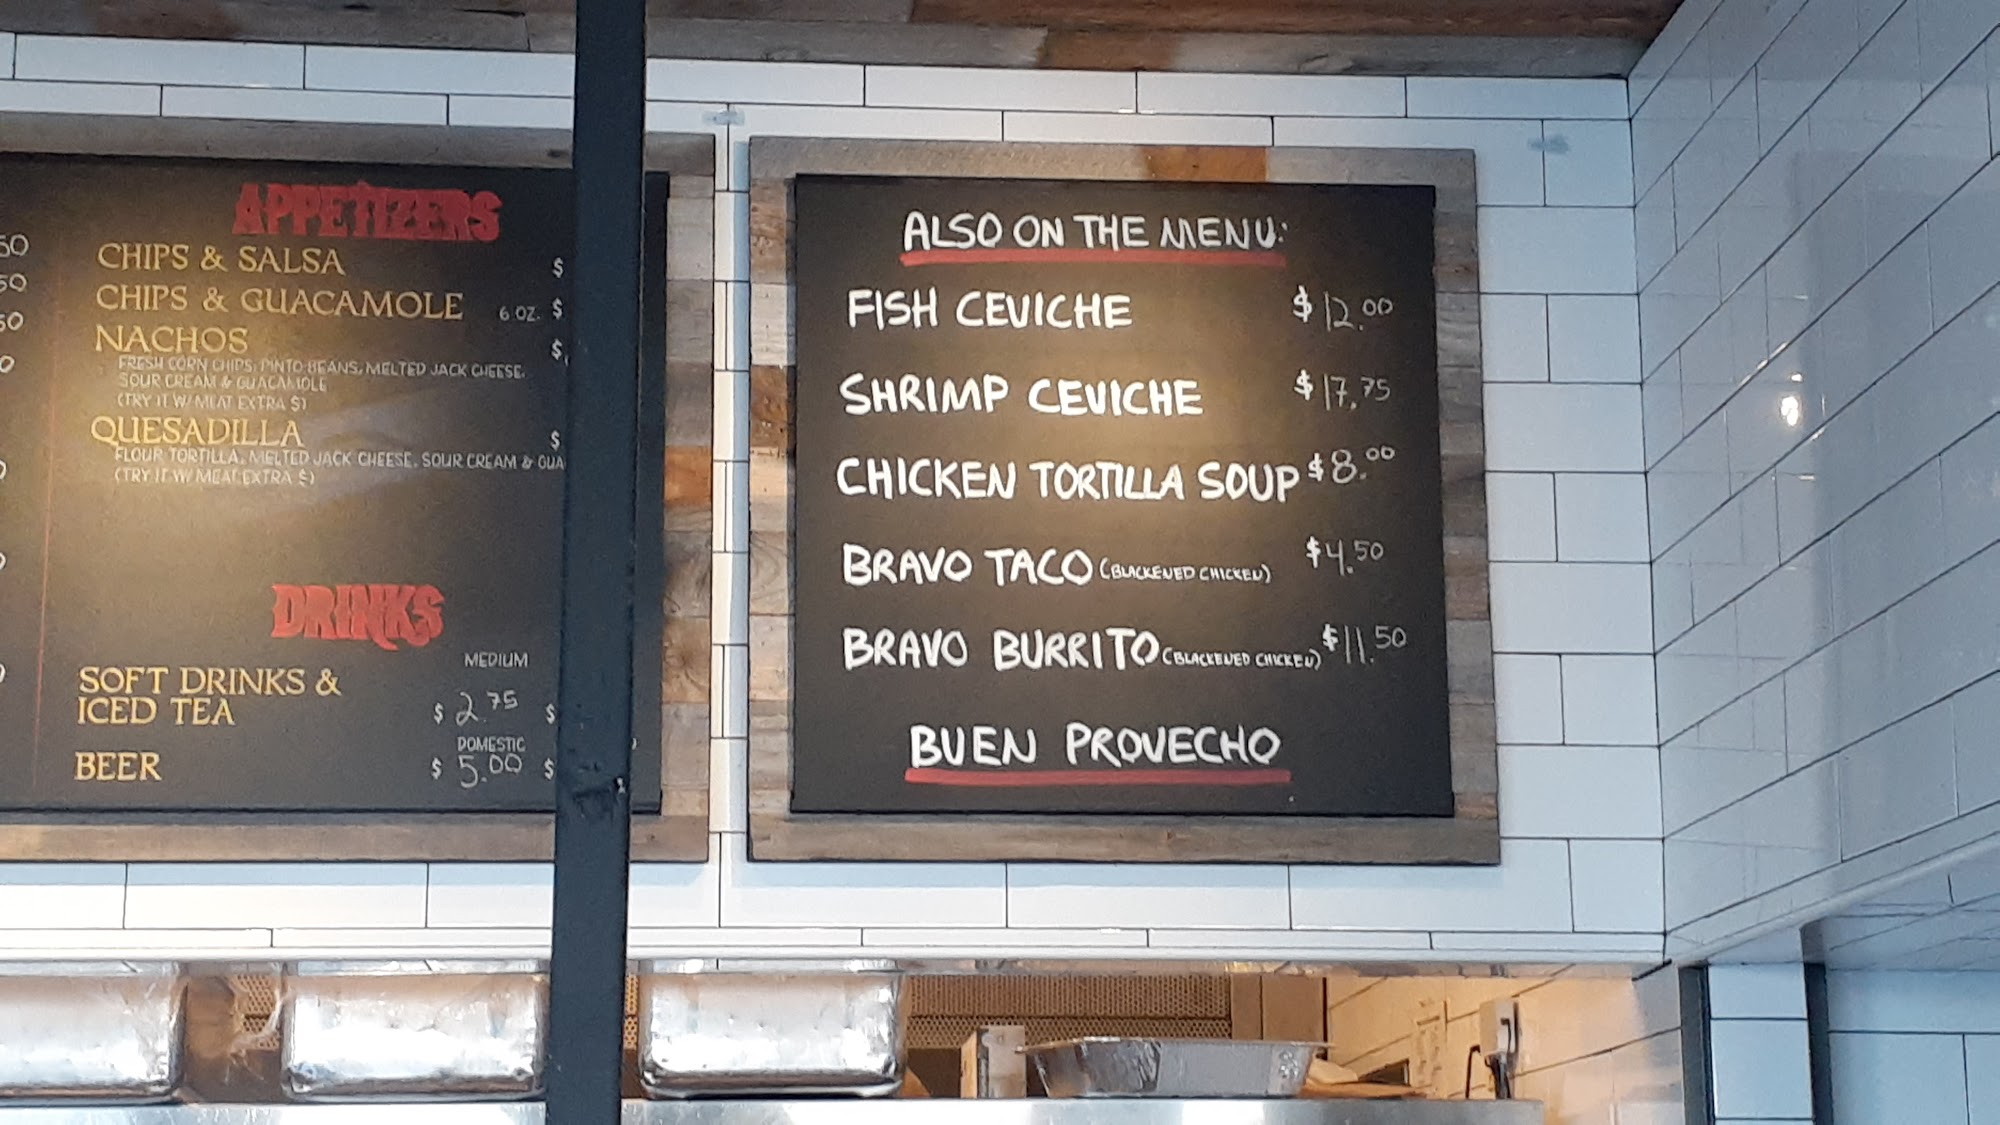 APPETIZERS
CHIPS & SALSA $
CHIPS & GUACAMOLE 6 OZ. $
NACHOS $
FRESH CORN CHIPS, PINTO BEANS, MELTED JACK CHEESE,
SOUR CREAM & GUACAMOLE
(TRY IT W/ MEAT EXTRA $)
QUESADILLA $
FLOUR TORTILLA, MELTED JACK CHEESE, SOUR CREAM & GUA
(TRY IT W/ MEAT EXTRA $)
DRINKS
MEDIUM
SOFT DRINKS &
ICED TEA $ 2.75 $
DOMESTIC
BEER $ 5.00 $
ALSO ON THE MENU:
FISH CEVICHE $12.00
SHRIMP CEVICHE $17.75
CHICKEN TORTILLA SOUP $8.00
BRAVO TACO (BLACKENED CHICKEN) $4.50
BRAVO BURRITO (BLACKENED CHICKEN) $11.50
BUEN PROVECHO